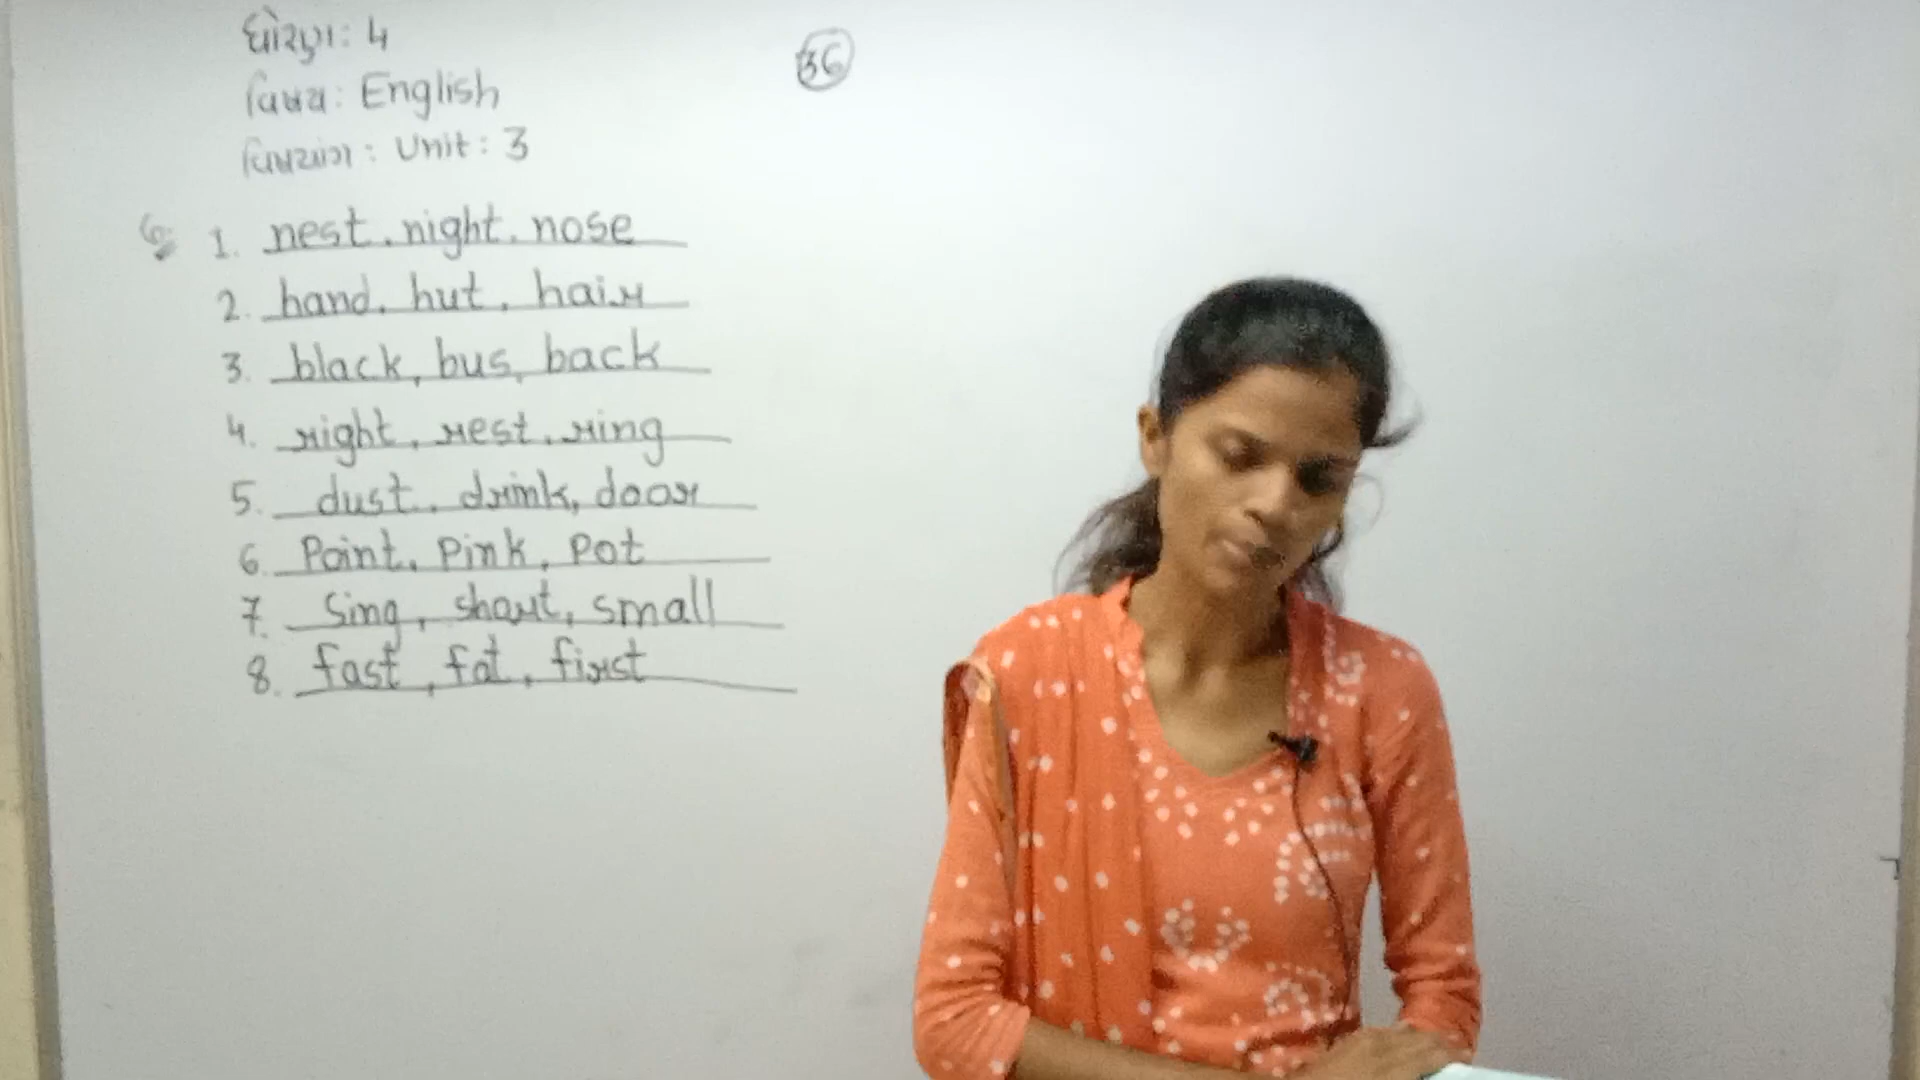 ધોરણ: 4
36
વિષય: English
વિષયાંગ: Unit: 3
6. 1. nest, night, nose
2. hand, hut, hair
3. black, bus, back
4. right, rest, ring
5. dust, drink, door
6. Point, Pink, Pot
7. Sing, short, small
8. fast, fat, first